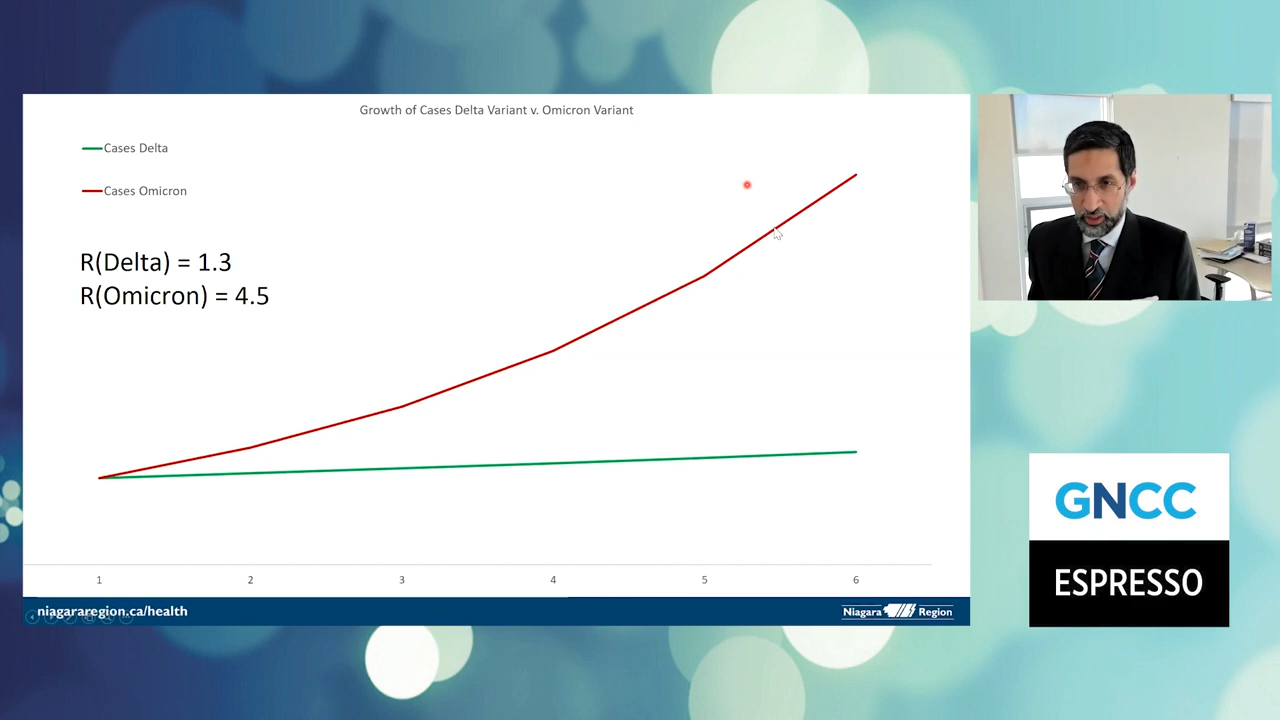 Growth of Cases Delta Variant v. Omicron Variant
Cases Delta
Cases Omicron
R(Delta) = 1.3
R(Omicron) = 4.5
1 2 3 4 5 6
niagararegion.ca/health
Niagara Region
GNCC
ESPRESSO